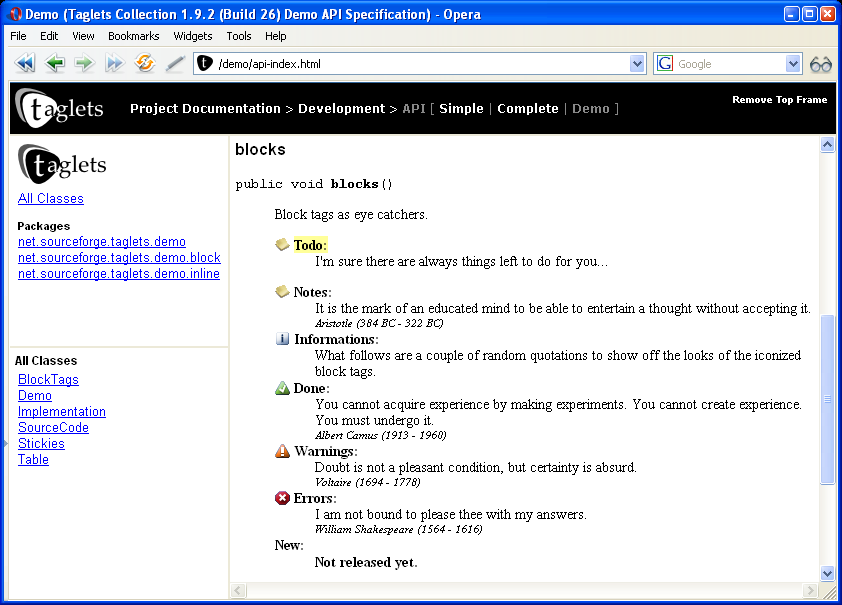 Demo (Taglets Collection 1.9.2 (Build 26) Demo API Specification) - Opera
File Edit View Bookmarks Widgets Tools Help
t /demo/api-index.html G Google
taglets Project Documentation > Development > API [ Simple | Complete | Demo ] Remove Top Frame
taglets
All Classes
Packages
net.sourceforge.taglets.demo
net.sourceforge.taglets.demo.block
net.sourceforge.taglets.demo.inline
All Classes
BlockTags
Demo
Implementation
SourceCode
Stickies
Table
blocks
public void blocks()
Block tags as eye catchers.
Todo:
I'm sure there are always things left to do for you...
Notes:
It is the mark of an educated mind to be able to entertain a thought without accepting it.
Aristotle (384 BC - 322 BC)
i Informations:
What follows are a couple of random quotations to show off the looks of the iconized
block tags.
Done:
You cannot acquire experience by making experiments. You cannot create experience.
You must undergo it.
Albert Camus (1913 - 1960)
Warnings:
Doubt is not a pleasant condition, but certainty is absurd.
Voltaire (1694 - 1778)
Errors:
I am not bound to please thee with my answers.
William Shakespeare (1564 - 1616)
New:
Not released yet.